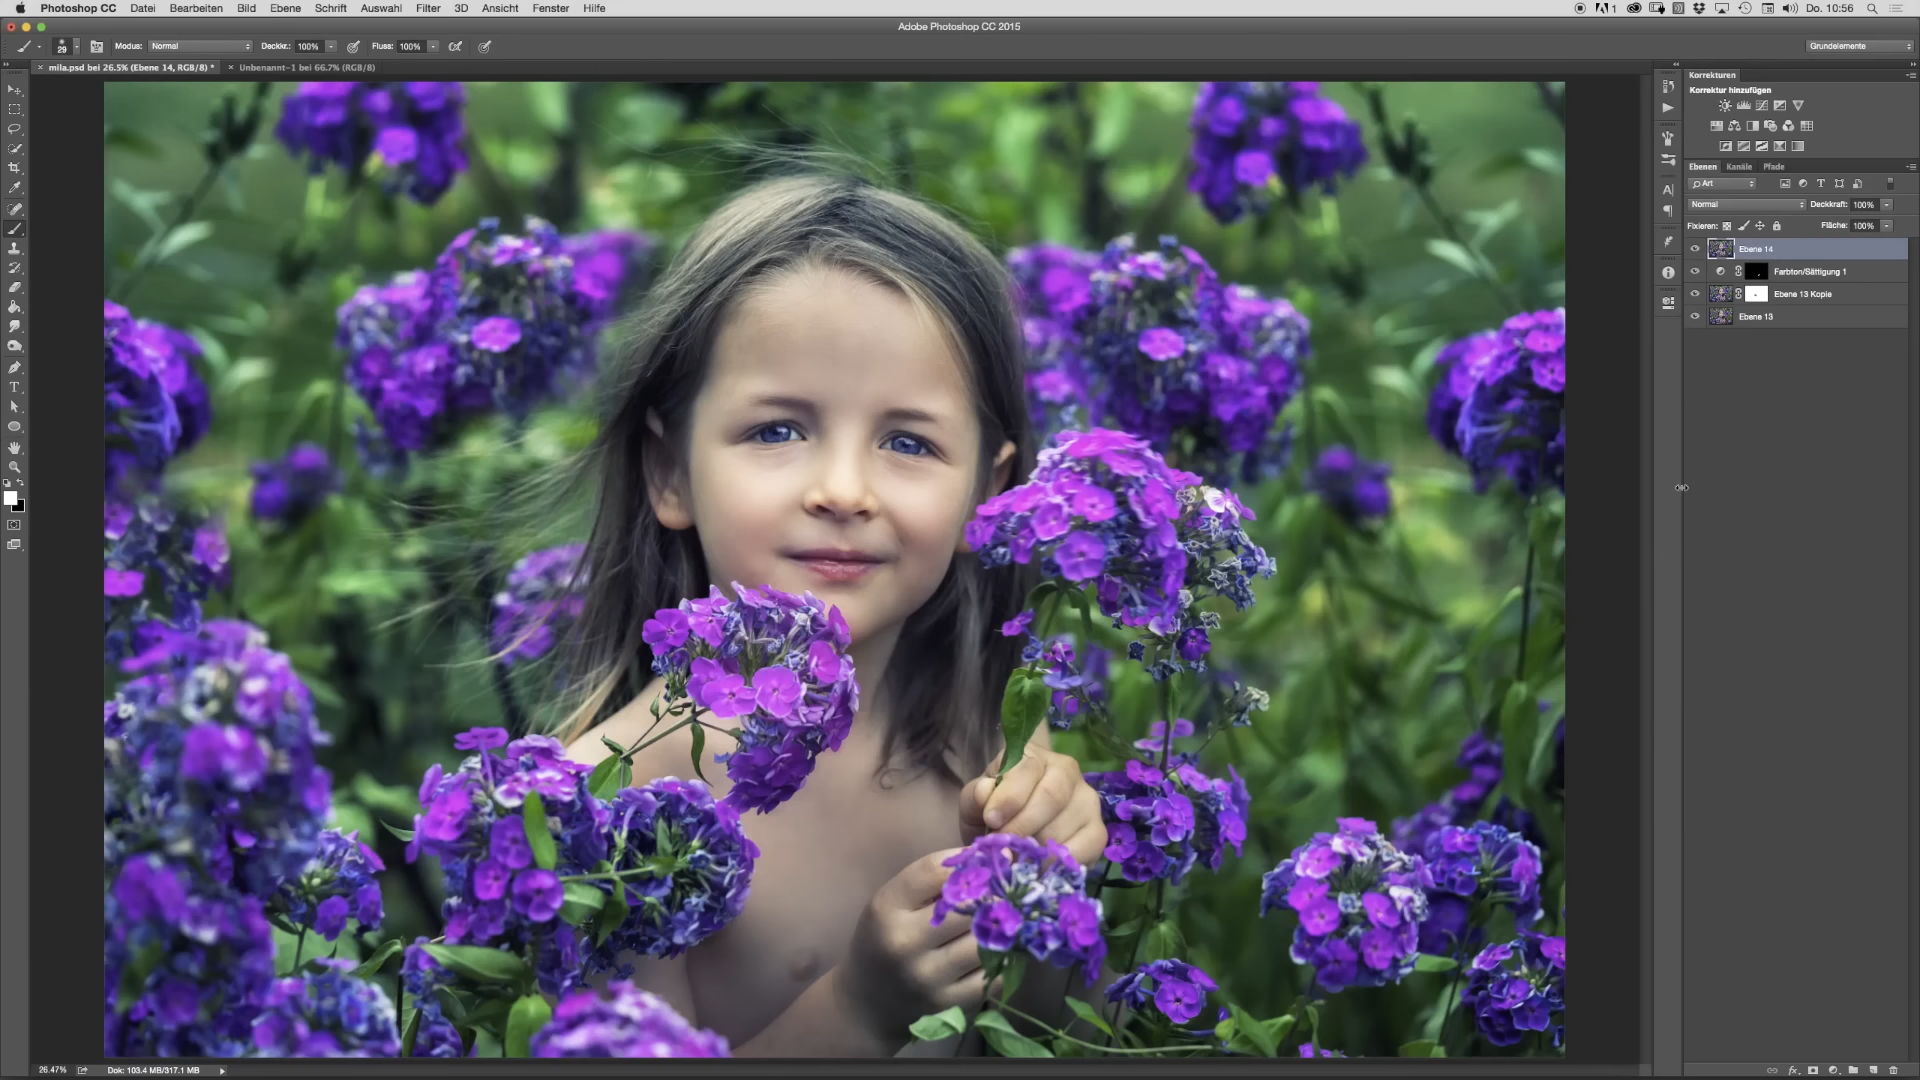 Photoshop CC Datei Bearbeiten Bild Ebene Schrift Auswahl Filter 3D Ansicht Fenster Hilfe 1 Do. 10:56
Adobe Photoshop CC 2015
29 Modus: Normal Deckkr.: 100% Fluss: 100% Grundelemente
× mila.psd bei 26.5% (Ebene 14, RGB/8) * × Unbenannt-1 bei 66.7% (RGB/8)
Korrekturen
Korrektur hinzufügen
Ebenen Kanäle Pfade
Art
Normal Deckkraft: 100%
Fixieren: Fläche: 100%
Ebene 14
Farbton/Sättigung 1
Ebene 13 Kopie
Ebene 13
26.47% Dok: 103.4 MB/317.1 MB